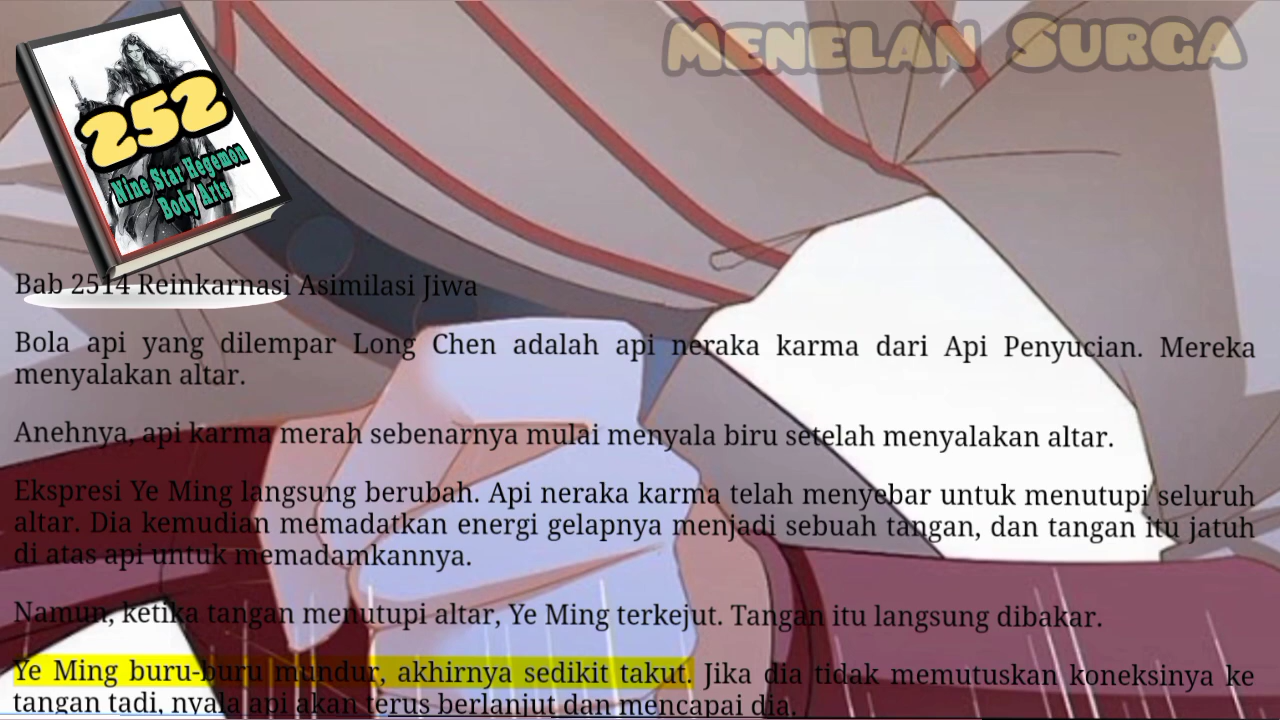 MENELAN SURGA
252
Nine Star Hegemon
Body Arts
Bab 2514 Reinkarnasi Asimilasi Jiwa
Bola api yang dilempar Long Chen adalah api neraka karma dari Api Penyucian. Mereka
menyalakan altar.
Anehnya, api karma merah sebenarnya mulai menyala biru setelah menyalakan altar.
Ekspresi Ye Ming langsung berubah. Api neraka karma telah menyebar untuk menutupi seluruh
altar. Dia kemudian memadatkan energi gelapnya menjadi sebuah tangan, dan tangan itu jatuh
di atas api untuk memadamkannya.
Namun, ketika tangan menutupi altar, Ye Ming terkejut. Tangan itu langsung dibakar.
Ye Ming buru-buru mundur, akhirnya sedikit takut. Jika dia tidak memutuskan koneksinya ke
tangan tadi, nyala api akan terus berlanjut dan mencapai dia.